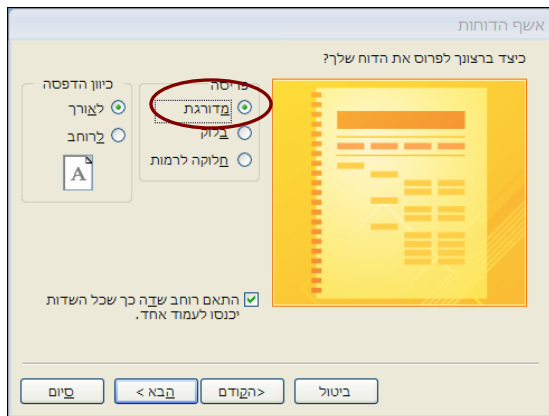 אשף הדוחות
כיצד ברצונך לפרוס את הדוח שלך?
פריסה
מדורגת
בלוק
חלוקה לרמות
כיוון הדפסה
לאורך
לרוחב
A
התאם רוחב שדה כך שכל השדות
יכנסו לעמוד אחד.
ביטול
<הקודם
הבא >
סיום